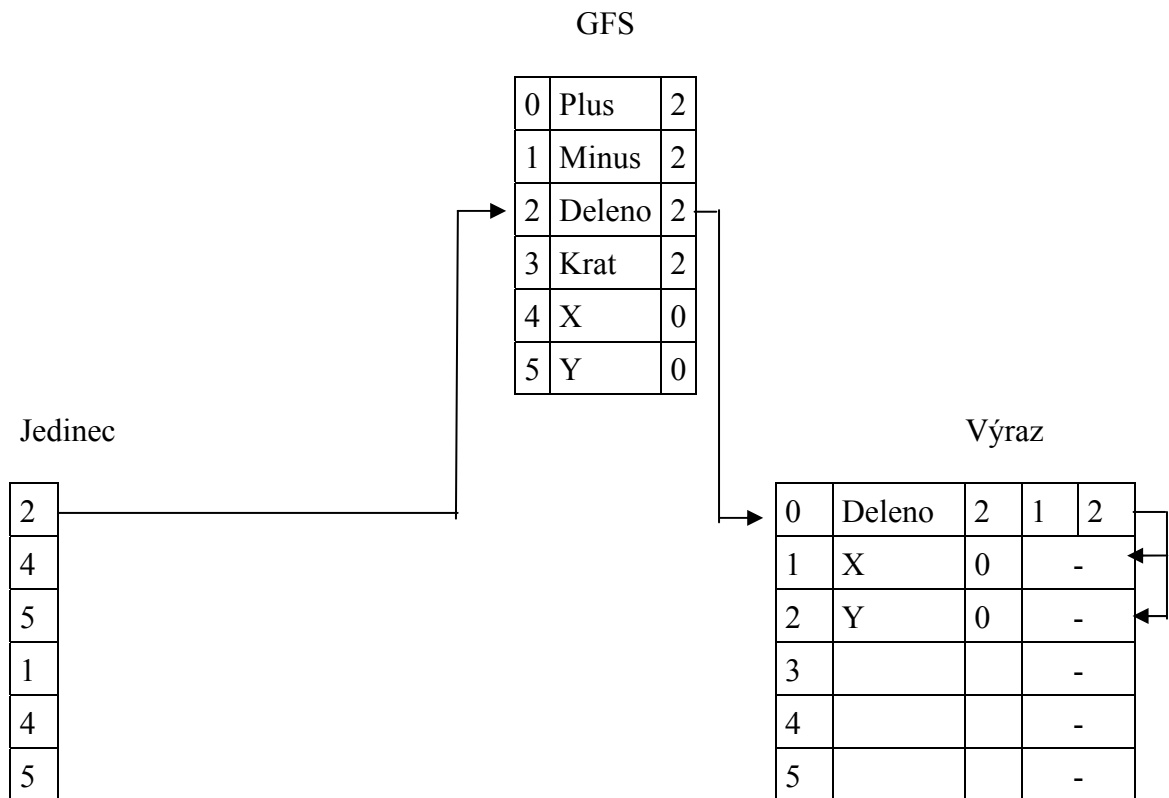 GFS
0 Plus 2
1 Minus 2
2 Deleno 2
3 Krat 2
4 X 0
5 Y 0
Jedinec
2
4
5
1
4
5
Výraz
0 Deleno 2 1 2
1 X 0 -
2 Y 0 -
3 -
4 -
5 -